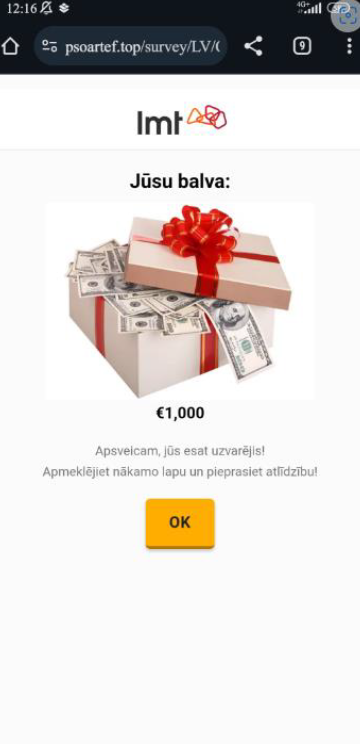 12:16
4G+
psoartef.top/survey/LV/
9
lmt
Jūsu balva:
€1,000
Apsveicam, jūs esat uzvarējis!
Apmeklējiet nākamo lapu un pieprasiet atlīdzību!
OK